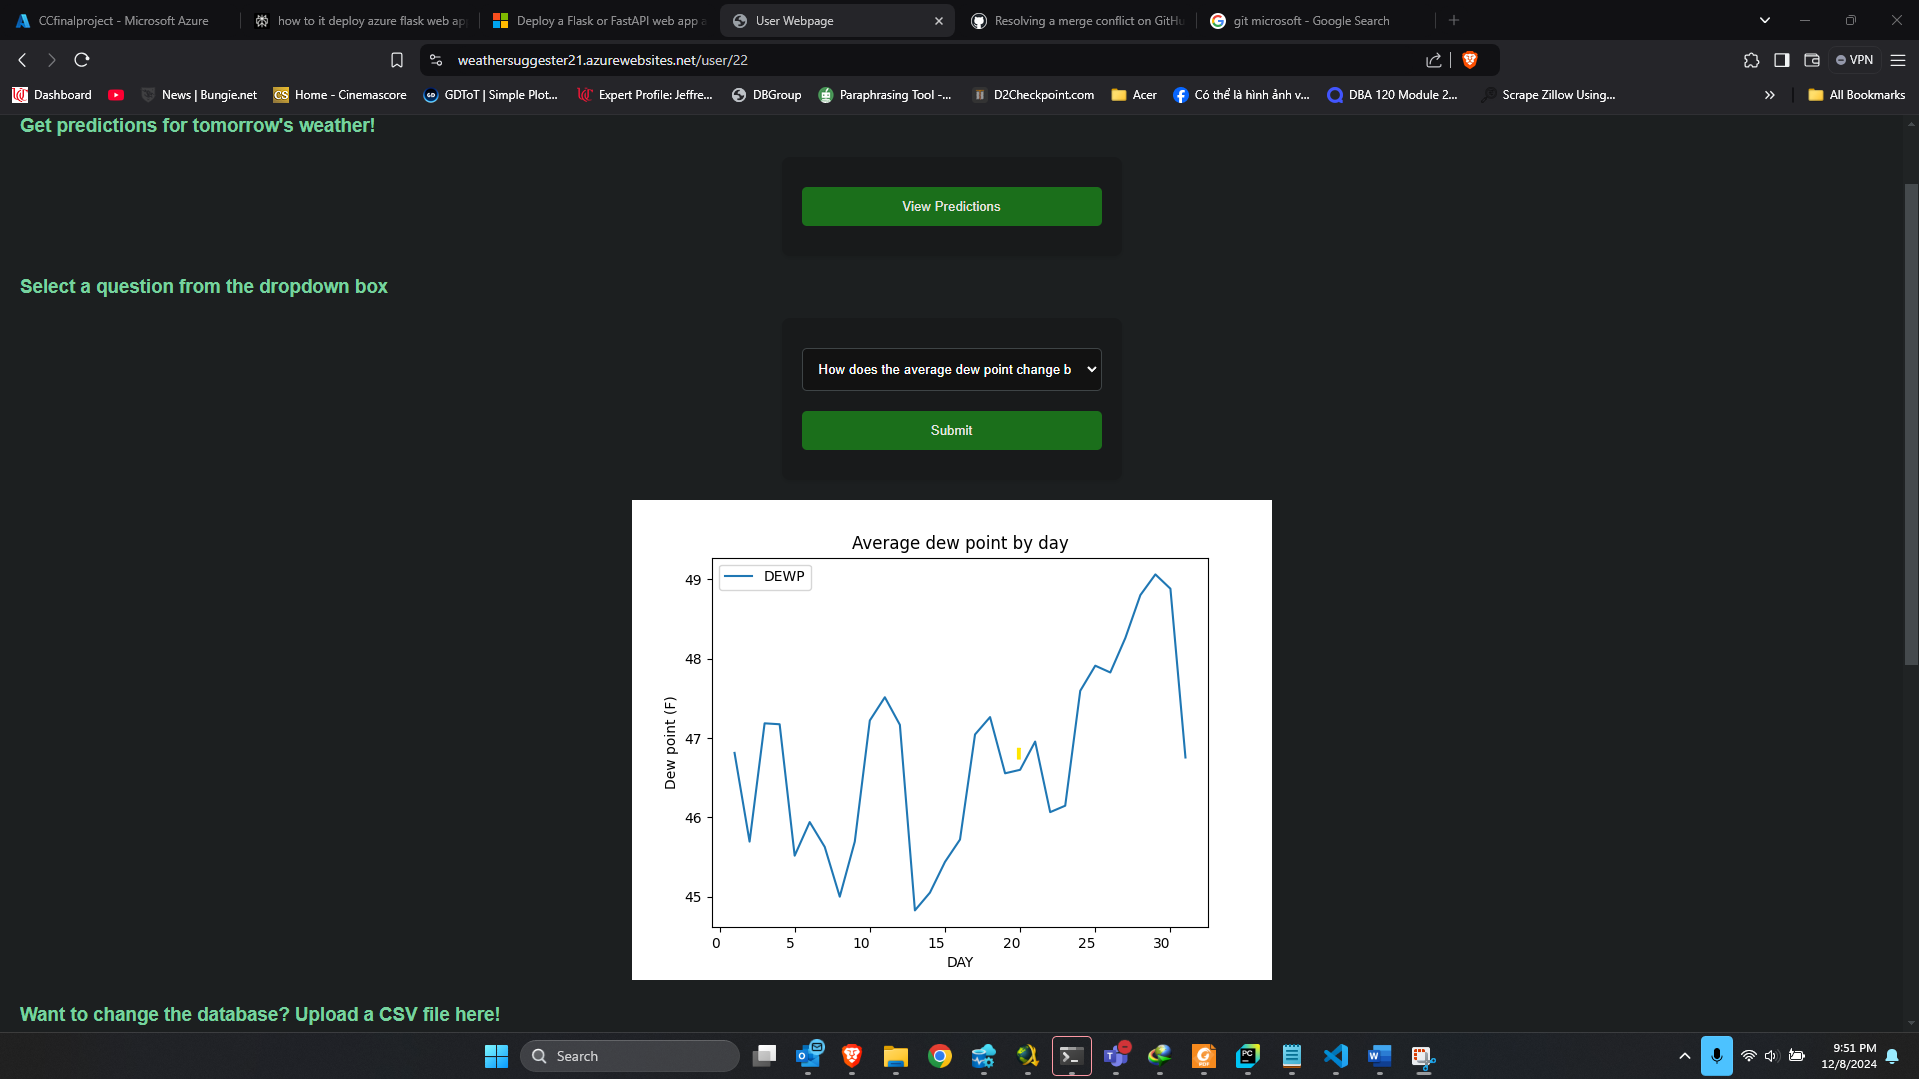 CCfinalproject - Microsoft Azure
how to it deploy azure flask web ap
Deploy a Flask or FastAPI web app a
User Webpage
Resolving a merge conflict on GitHu
git microsoft - Google Search
weathersuggester21.azurewebsites.net/user/22
VPN
Dashboard
News | Bungie.net
CS Home - Cinemascore
GDToT | Simple Plot...
Expert Profile: Jeffre...
DBGroup
Paraphrasing Tool -...
D2Checkpoint.com
Acer
Có thể là hình ảnh v...
DBA 120 Module 2...
Scrape Zillow Using...
All Bookmarks
Get predictions for tomorrow's weather!
View Predictions
Select a question from the dropdown box
How does the average dew point change b
Submit
Average dew point by day
DEWP
49
48
47
46
45
Dew point (F)
0 5 10 15 20 25 30
DAY
Want to change the database? Upload a CSV file here!
Search
9:51 PM
12/8/2024